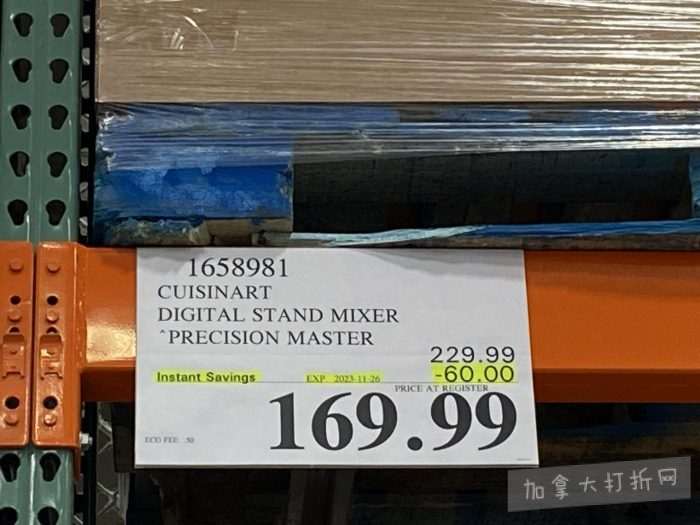 1658981
CUISINART
DIGITAL STAND MIXER
^PRECISION MASTER
229.99
Instant Savings EXP. 2023-11-26 -60.00
PRICE AT REGISTER
169.99
ECO FEE: .50
加拿大打折网